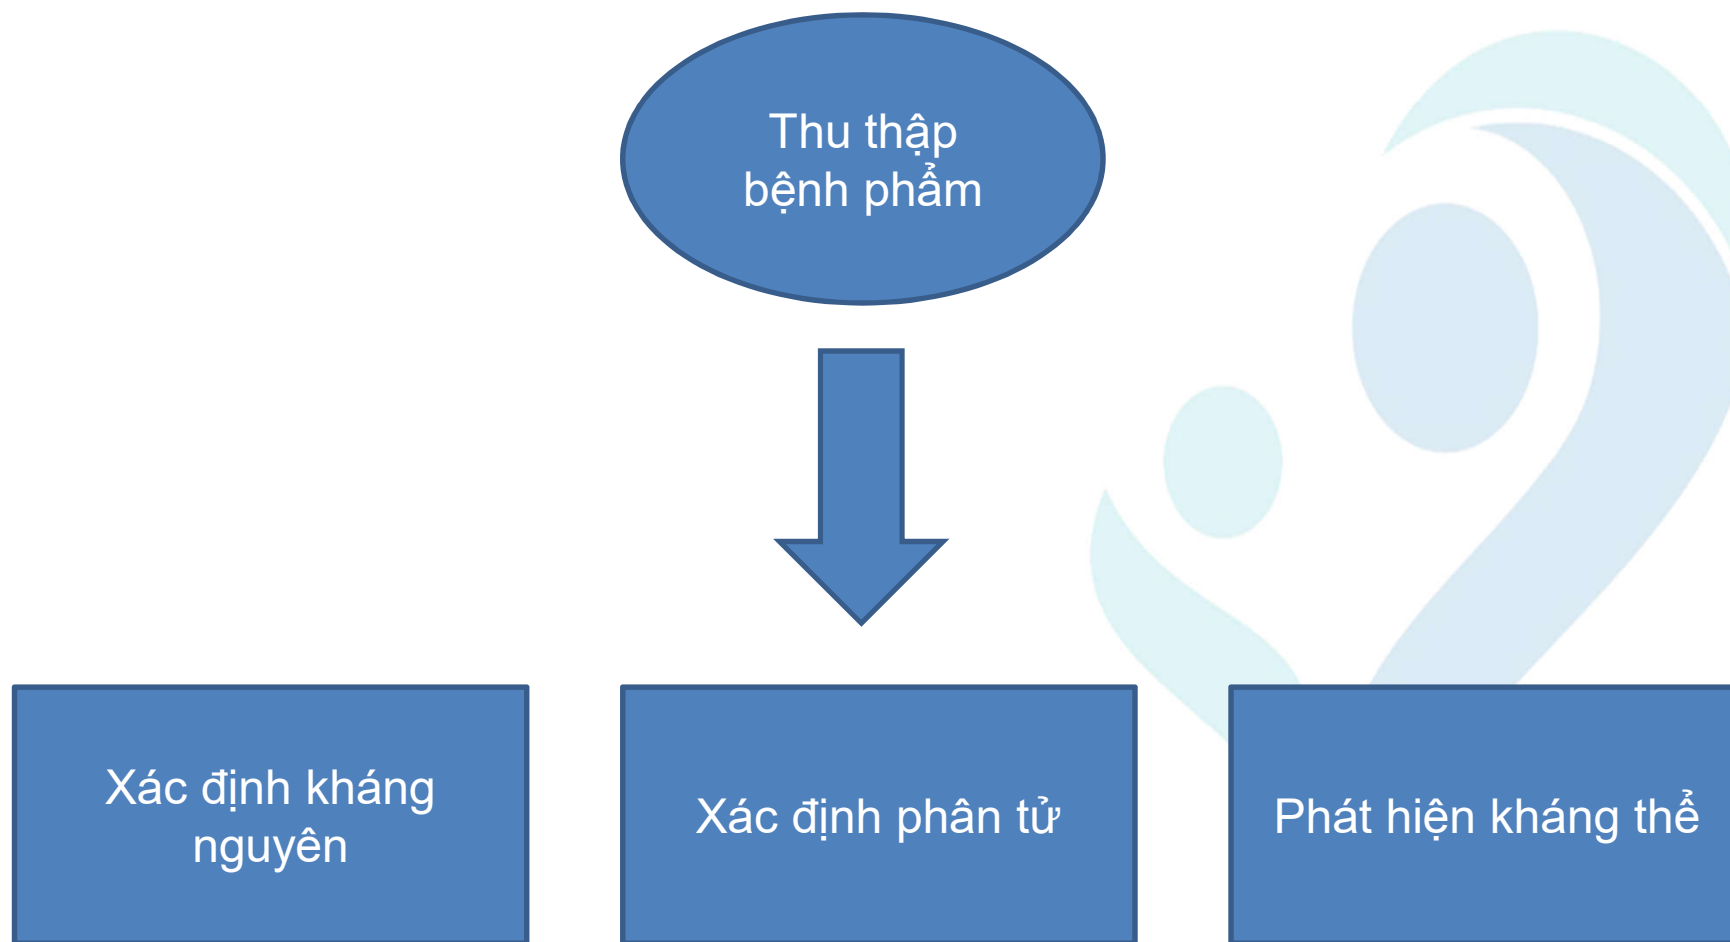 Thu thập
bệnh phẩm
Xác định kháng
nguyên
Xác định phân tử
Phát hiện kháng thể